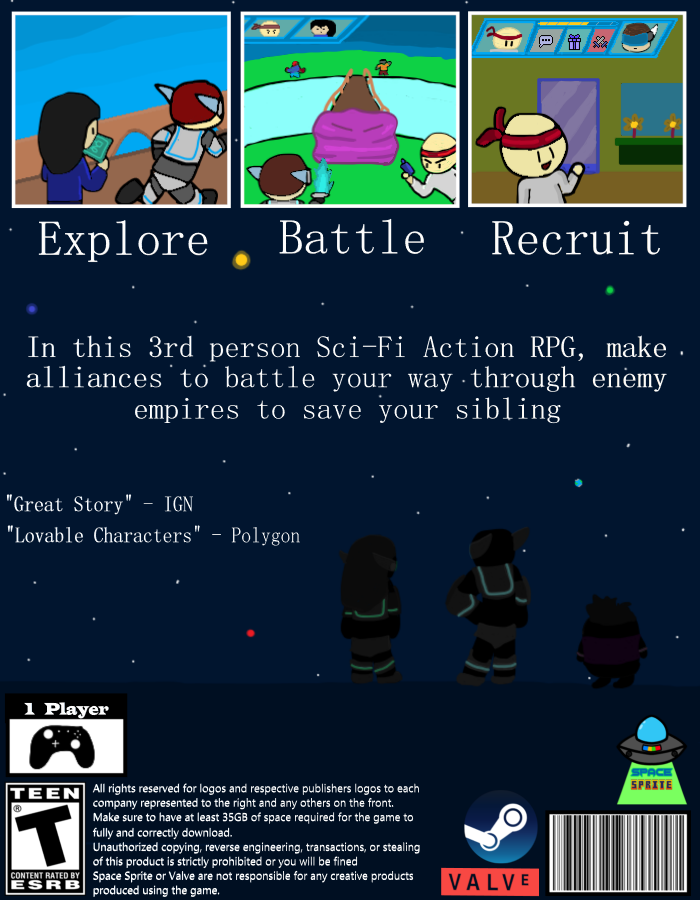 Explore
Battle
Recruit
In this 3rd person Sci-Fi Action RPG, make
alliances to battle your way through enemy
empires to save your sibling
"Great Story" - IGN
"Lovable Characters" - Polygon
1 Player
TEEN
T
®
CONTENT RATED BY
ESRB
All rights reserved for logos and respective publishers logos to each
company represented to the right and any others on the front.
Make sure to have at least 35GB of space required for the game to
fully and correctly download.
Unauthorized copying, reverse engineering, transactions, or stealing
of this product is strictly prohibited or you will be fined
Space Sprite or Valve are not responsible for any creative products
produced using the game.
VALVE
SPACE
SPRITE